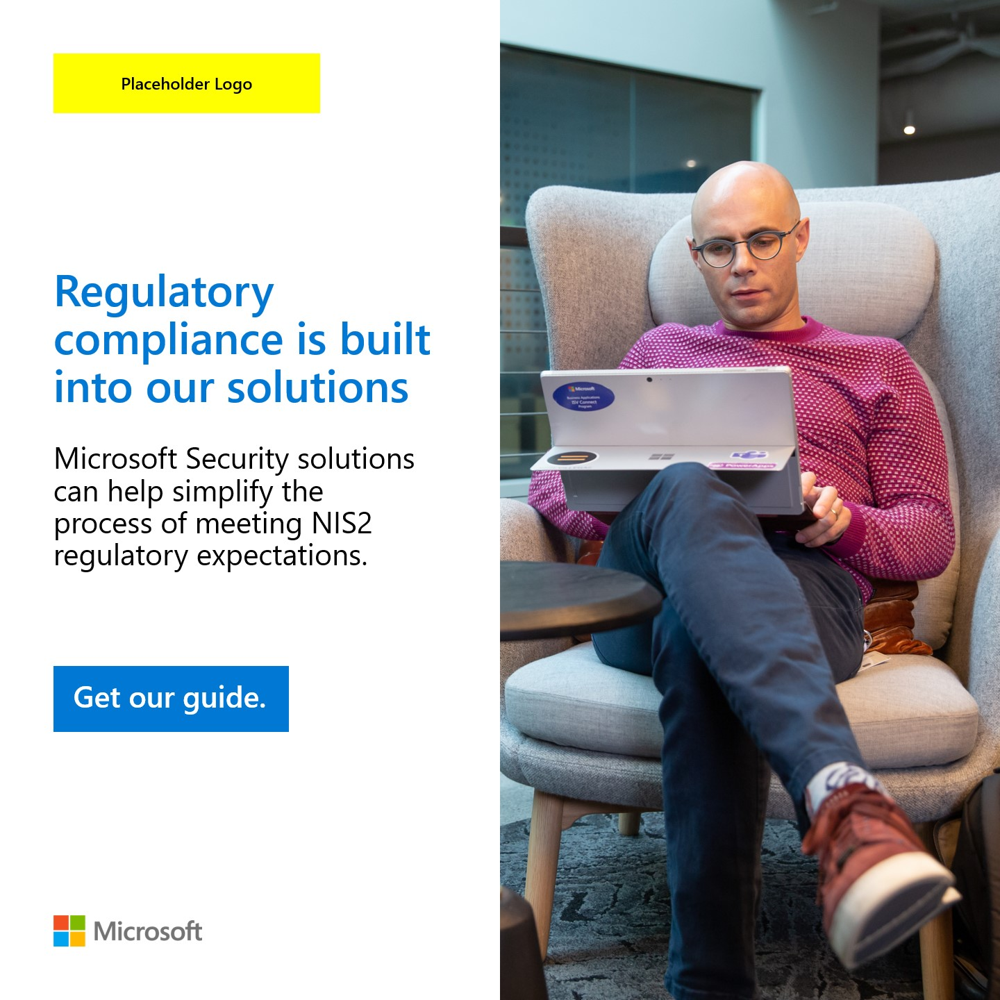 Placeholder Logo
Regulatory
compliance is built
into our solutions
Microsoft Security solutions
can help simplify the
process of meeting NIS2
regulatory expectations.
Get our guide.
Microsoft
Microsoft
Business Applications
ISV Connect
Program
PowerApps